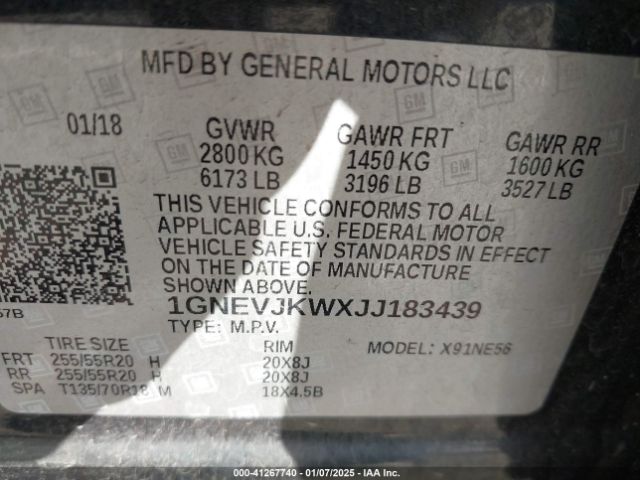 MFD BY GENERAL MOTORS LLC
01/18
GVWR GAWR FRT GAWR RR
2800 KG 1450 KG 1600 KG
6173 LB 3196 LB 3527 LB
THIS VEHICLE CONFORMS TO ALL
APPLICABLE U.S. FEDERAL MOTOR
VEHICLE SAFETY STANDARDS IN EFFECT
ON THE DATE OF MANUFACTURE
SHOWN ABOVE.
1GNEVJKWXJJ183439
TYPE: M.P.V.
TIRE SIZE RIM MODEL: X91NE56
FRT 255/55R20 H 20X8J
RR 255/55R20 H 20X8J
SPA T135/70R18 M 18X4.5B
000-41267740 — 01/07/2025 — IAA Inc.